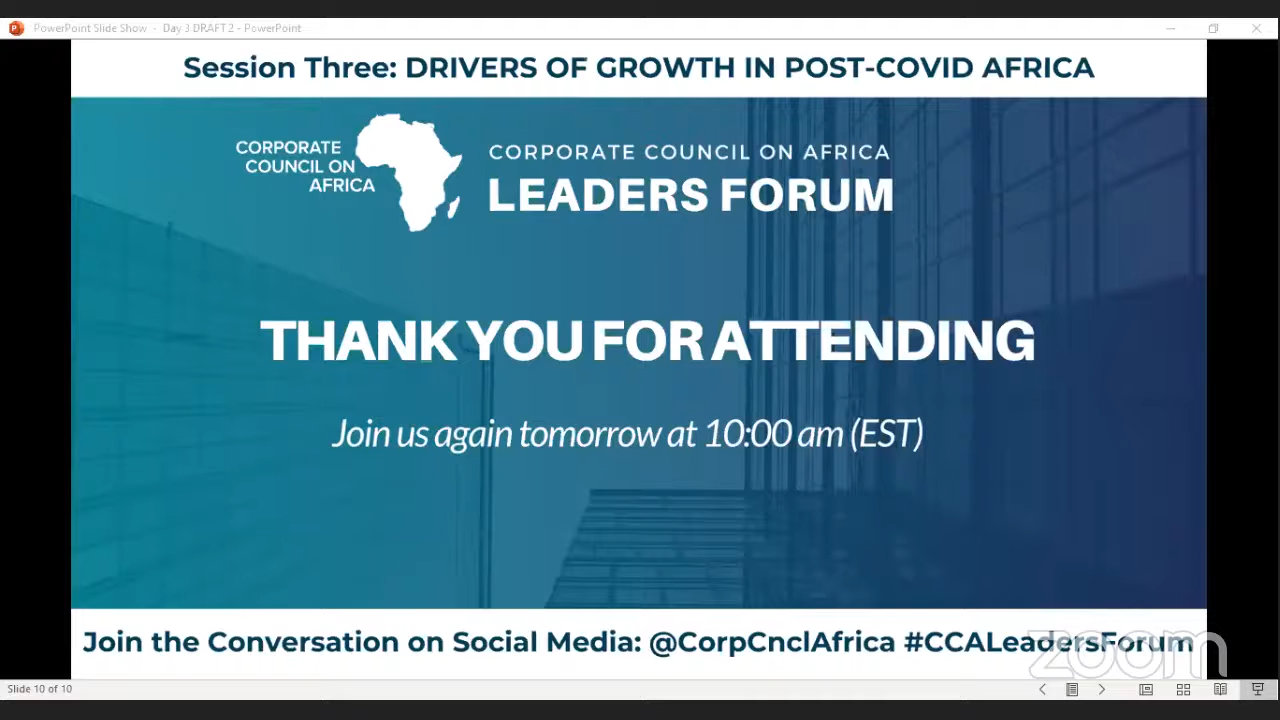 PowerPoint Slide Show - Day 3 DRAFT 2 - PowerPoint
Session Three: DRIVERS OF GROWTH IN POST-COVID AFRICA
CORPORATE
COUNCIL ON
AFRICA
CORPORATE COUNCIL ON AFRICA
LEADERS FORUM
THANK YOU FOR ATTENDING
Join us again tomorrow at 10:00 am (EST)
Join the Conversation on Social Media: @CorpCnclAfrica #CCALeadersForum
zoom
Slide 10 of 10